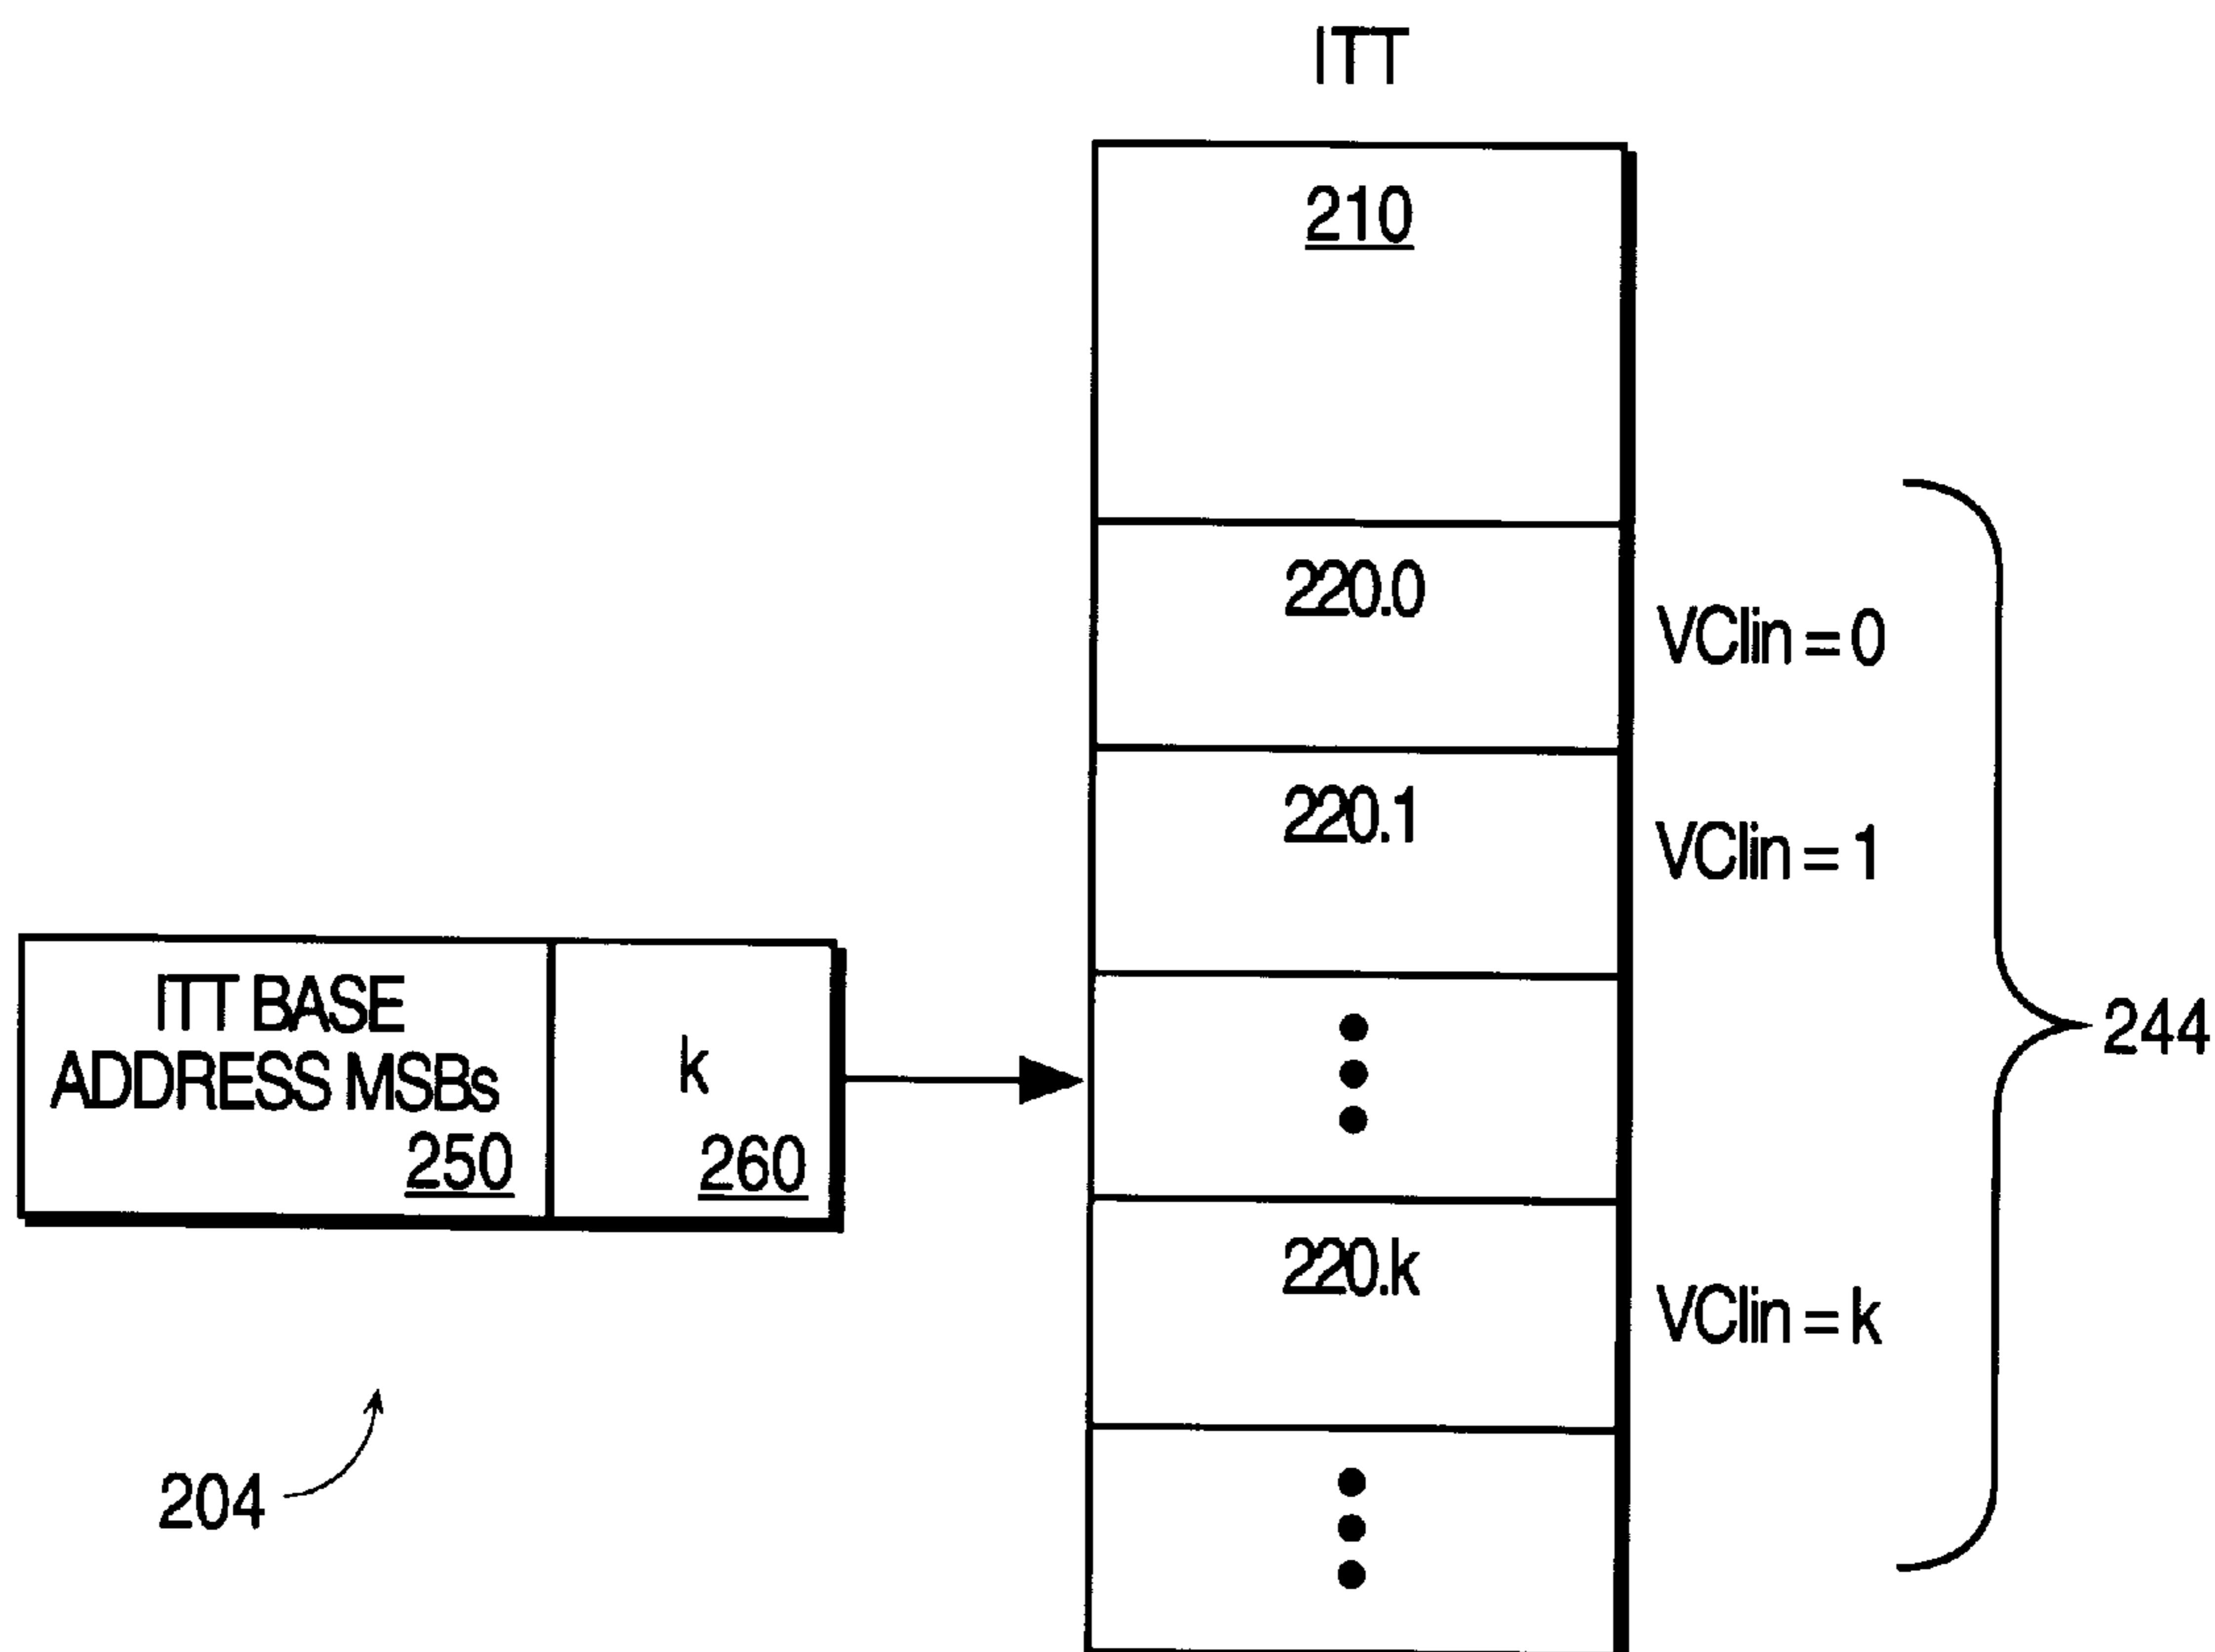 ITT
210
220.0
VClin = 0
220.1
VClin = 1
244
ITT BASE
ADDRESS MSBs
250
k
260
220.k
VClin = k
204